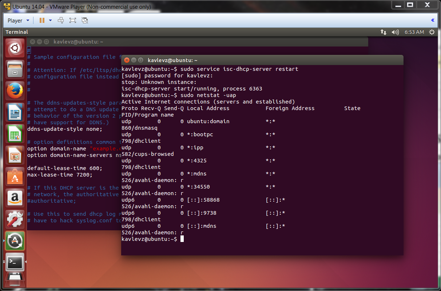 Ubuntu 14.04 - VMware Player (Non-commercial use only)
Player
Terminal
8:53 AM
kavlevz@ubuntu: ~
kavlevz@ubuntu:~$ sudo service isc-dhcp-server restart
[sudo] password for kavlevz:
stop: Unknown instance:
isc-dhcp-server start/running, process 6363
kavlevz@ubuntu:~$ sudo netstat -uap
Active Internet connections (servers and established)
Proto Recv-Q Send-Q Local Address Foreign Address State
PID/Program name
udp 0 0 ubuntu:domain *:*
860/dnsmasq
udp 0 0 *:bootpc *:*
798/dhclient
udp 0 0 *:ipp *:*
582/cups-browsed
udp 0 0 *:4325 *:*
798/dhclient
udp 0 0 *:mdns *:*
526/avahi-daemon: r
udp 0 0 *:34550 *:*
526/avahi-daemon: r
udp6 0 0 [::]:58868 [::]:*
526/avahi-daemon: r
udp6 0 0 [::]:9738 [::]:*
798/dhclient
udp6 0 0 [::]:mdns [::]:*
526/avahi-daemon: r
kavlevz@ubuntu:~$
kavlevz@ubuntu: ~
#
# Sample configuration file
#
# Attention: If /etc/ltsp/d
# configuration file instead
#
#
# The ddns-updates-style par
# attempt to do a DNS update
# behavior of the version 2
# have support for DDNS.)
ddns-update-style none;
# option definitions common
option domain-name "example
option domain-name-servers n
default-lease-time 600;
max-lease-time 7200;
# If this DHCP server is the
# network, the authoritative
#authoritative;
# Use this to send dhcp log
# have to hack syslog.conf t